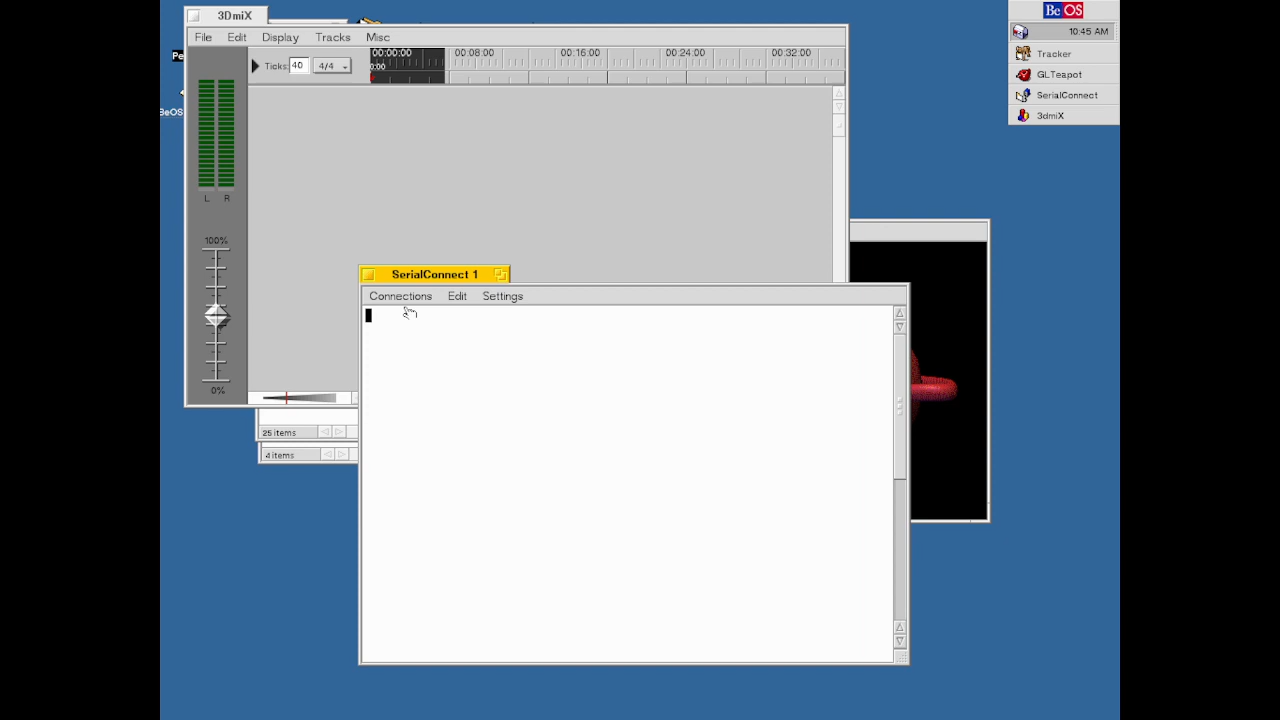 3DmiX
File Edit Display Tracks Misc
Pe
Ticks: 40 4/4
00:00:00 00:08:00 00:16:00 00:24:00 00:32:00
0:00
BeOS
L R
100%
0%
25 items
4 items
SerialConnect 1
Connections Edit Settings
Be OS
10:45 AM
Tracker
GLTeapot
SerialConnect
3dmiX